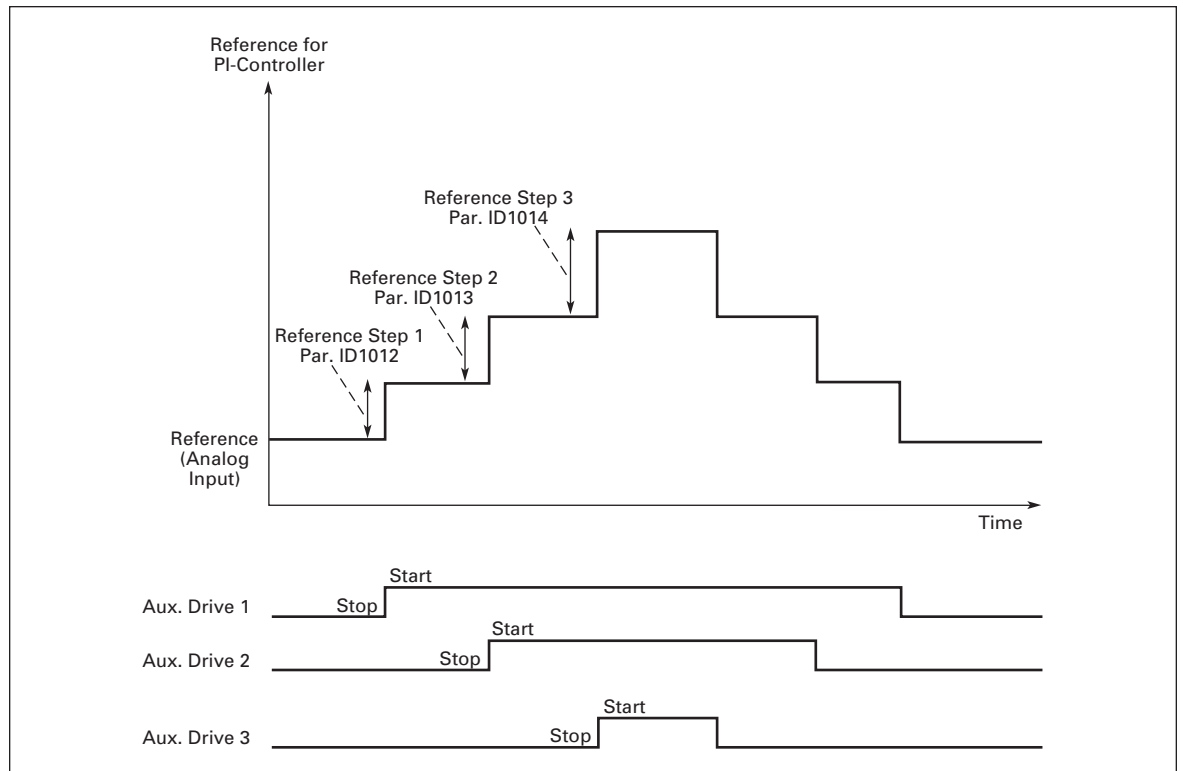 Reference for
PI-Controller
Reference Step 3
Par. ID1014
Reference Step 2
Par. ID1013
Reference Step 1
Par. ID1012
Reference
(Analog
Input)
Time
Start
Aux. Drive 1
Stop
Start
Aux. Drive 2
Stop
Start
Aux. Drive 3
Stop